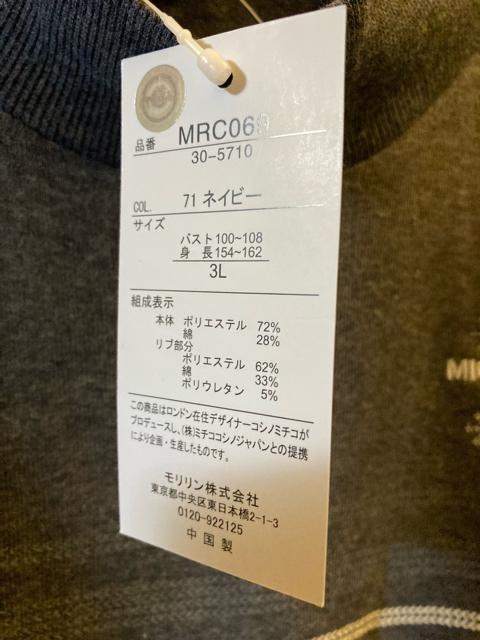 品番 MRC06
30-5710
COL. 71 ネイビー
サイズ
バスト100~108
身 長154~162
3L
組成表示
本体 ポリエステル 72%
綿 28%
リブ部分
ポリエステル 62%
綿 33%
ポリウレタン 5%
この商品はロンドン在住デザイナーコシノミチコが
プロデュースし、(株)ミチココシノジャパンとの提携
により企画・生産したものです。
モリリン株式会社
東京都中央区東日本橋2-1-3
0120-922125
中国製